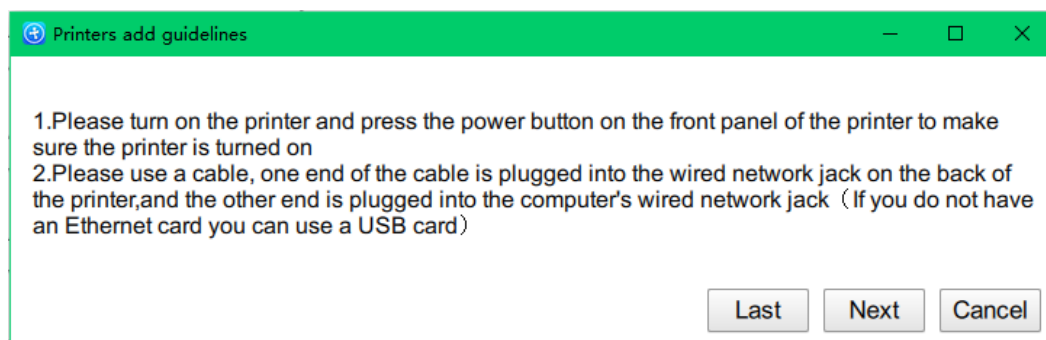 Printers add guidelines
1.Please turn on the printer and press the power button on the front panel of the printer to make
sure the printer is turned on
2.Please use a cable, one end of the cable is plugged into the wired network jack on the back of
the printer,and the other end is plugged into the computer's wired network jack（If you do not have
an Ethernet card you can use a USB card）
Last Next Cancel